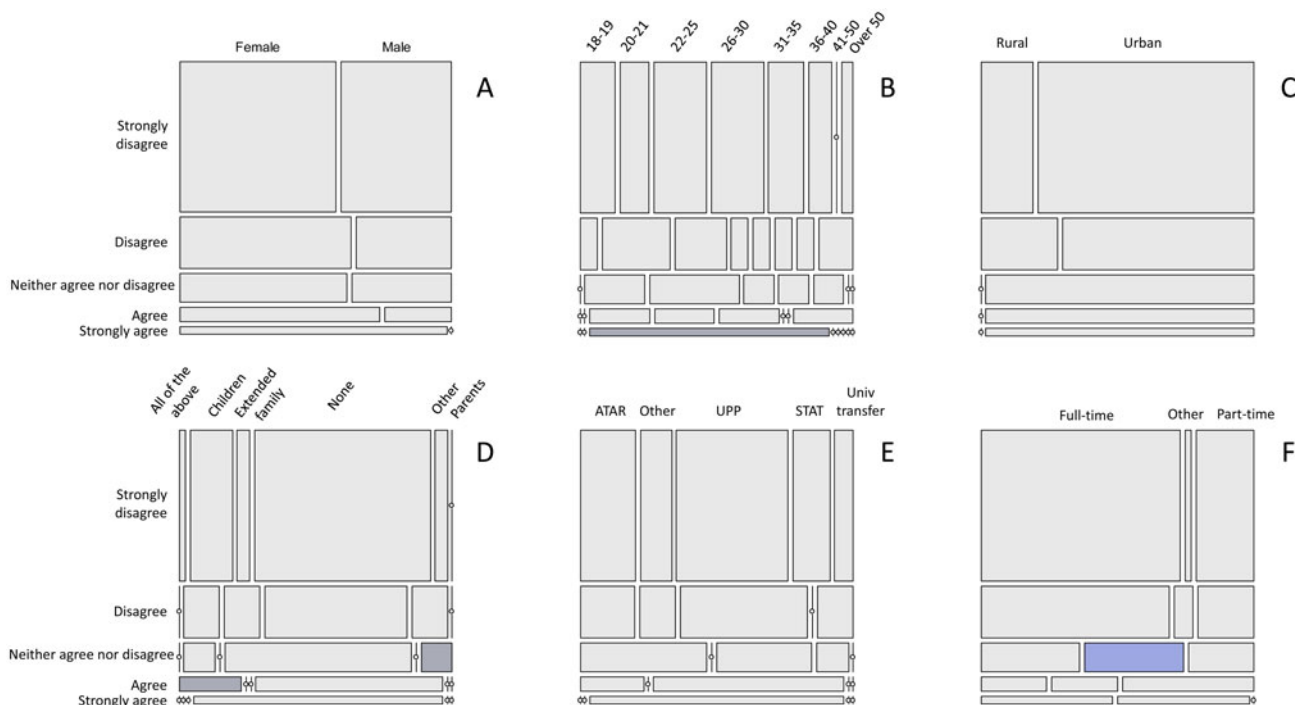 Female Male
A
Strongly
disagree
Disagree
Neither agree nor disagree
Agree
Strongly agree
18-19 20-21 22-25 26-30 31-35 36-40 41-50 Over 50
B
Rural Urban
C
All of the
above
Children
Extended
family
None
Other
Parents
D
Strongly
disagree
Disagree
Neither agree nor disagree
Agree
Strongly agree
ATAR Other UPP STAT Univ
transfer
E
Full-time Other Part-time
F